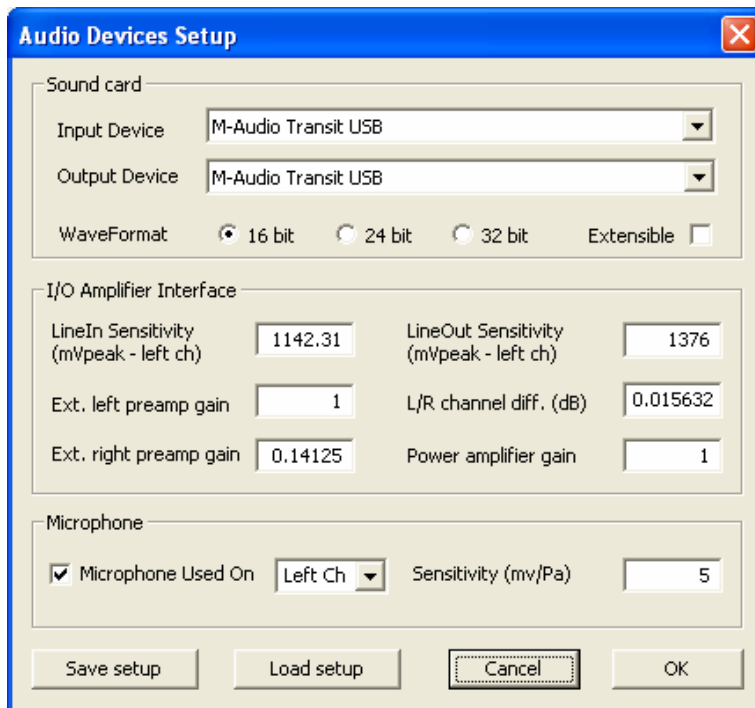 Audio Devices Setup
Sound card
Input Device M-Audio Transit USB
Output Device M-Audio Transit USB
WaveFormat 16 bit 24 bit 32 bit Extensible
I/O Amplifier Interface
LineIn Sensitivity
(mVpeak - left ch) 1142.31
LineOut Sensitivity
(mVpeak - left ch) 1376
Ext. left preamp gain 1
L/R channel diff. (dB) 0.015632
Ext. right preamp gain 0.14125
Power amplifier gain 1
Microphone
Microphone Used On Left Ch Sensitivity (mv/Pa) 5
Save setup Load setup Cancel OK